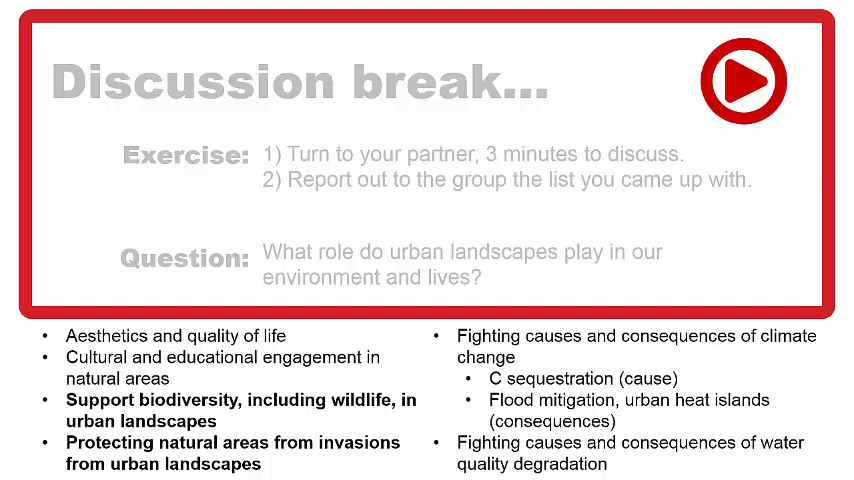 Discussion break...
Exercise: 1) Turn to your partner, 3 minutes to discuss.
2) Report out to the group the list you came up with.
Question: What role do urban landscapes play in our
environment and lives?
• Aesthetics and quality of life
• Cultural and educational engagement in
natural areas
• Support biodiversity, including wildlife, in
urban landscapes
• Protecting natural areas from invasions
from urban landscapes
• Fighting causes and consequences of climate
change
• C sequestration (cause)
• Flood mitigation, urban heat islands
(consequences)
• Fighting causes and consequences of water
quality degradation